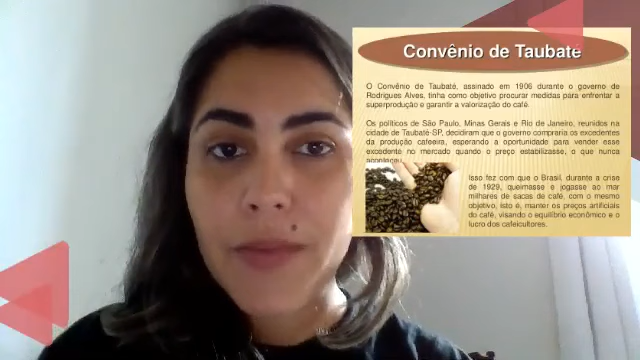 Convênio de Taubaté
O Convênio de Taubaté, assinado em 1906 durante o governo de
Rodrigues Alves, tinha como objetivo procurar medidas para enfrentar a
superprodução e garantir a valorização do café.
Os políticos de São Paulo, Minas Gerais e Rio de Janeiro, reunidos na
cidade de Taubaté-SP, decidiram que o governo compraria os excedentes
da produção cafeeira, esperando a oportunidade para vender esse
excedente no mercado quando o preço estabilizasse, o que nunca
aconteceu.
Isso fez com que o Brasil, durante a crise
de 1929, queimasse e jogasse ao mar
milhares de sacas de café, com o mesmo
objetivo, isto é, manter os preços artificiais
do café, visando o equilíbrio econômico e o
lucro dos cafeicultores.